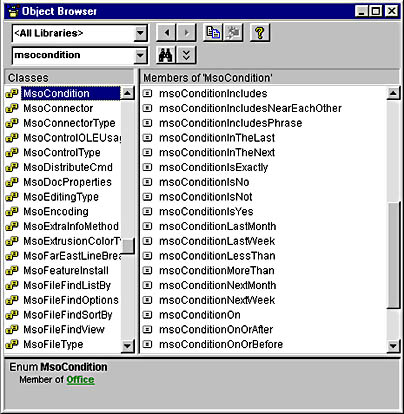 Object Browser
<All Libraries>
msocondition
Classes
MsoCondition
MsoConnector
MsoConnectorType
MsoControlOLEUsag
MsoControlType
MsoDistributeCmd
MsoDocProperties
MsoEditingType
MsoEncoding
MsoExtraInfoMethod
MsoExtrusionColorTy
MsoFarEastLineBrea
MsoFeatureInstall
MsoFileFindListBy
MsoFileFindOptions
MsoFileFindSortBy
MsoFileFindView
MsoFileType
Members of 'MsoCondition'
msoConditionIncludes
msoConditionIncludesNearEachOther
msoConditionIncludesPhrase
msoConditionInTheLast
msoConditionInTheNext
msoConditionIsExactly
msoConditionIsNo
msoConditionIsNot
msoConditionIsYes
msoConditionLastMonth
msoConditionLastWeek
msoConditionLessThan
msoConditionMoreThan
msoConditionNextMonth
msoConditionNextWeek
msoConditionOn
msoConditionOnOrAfter
msoConditionOnOrBefore
Enum MsoCondition
Member of Office